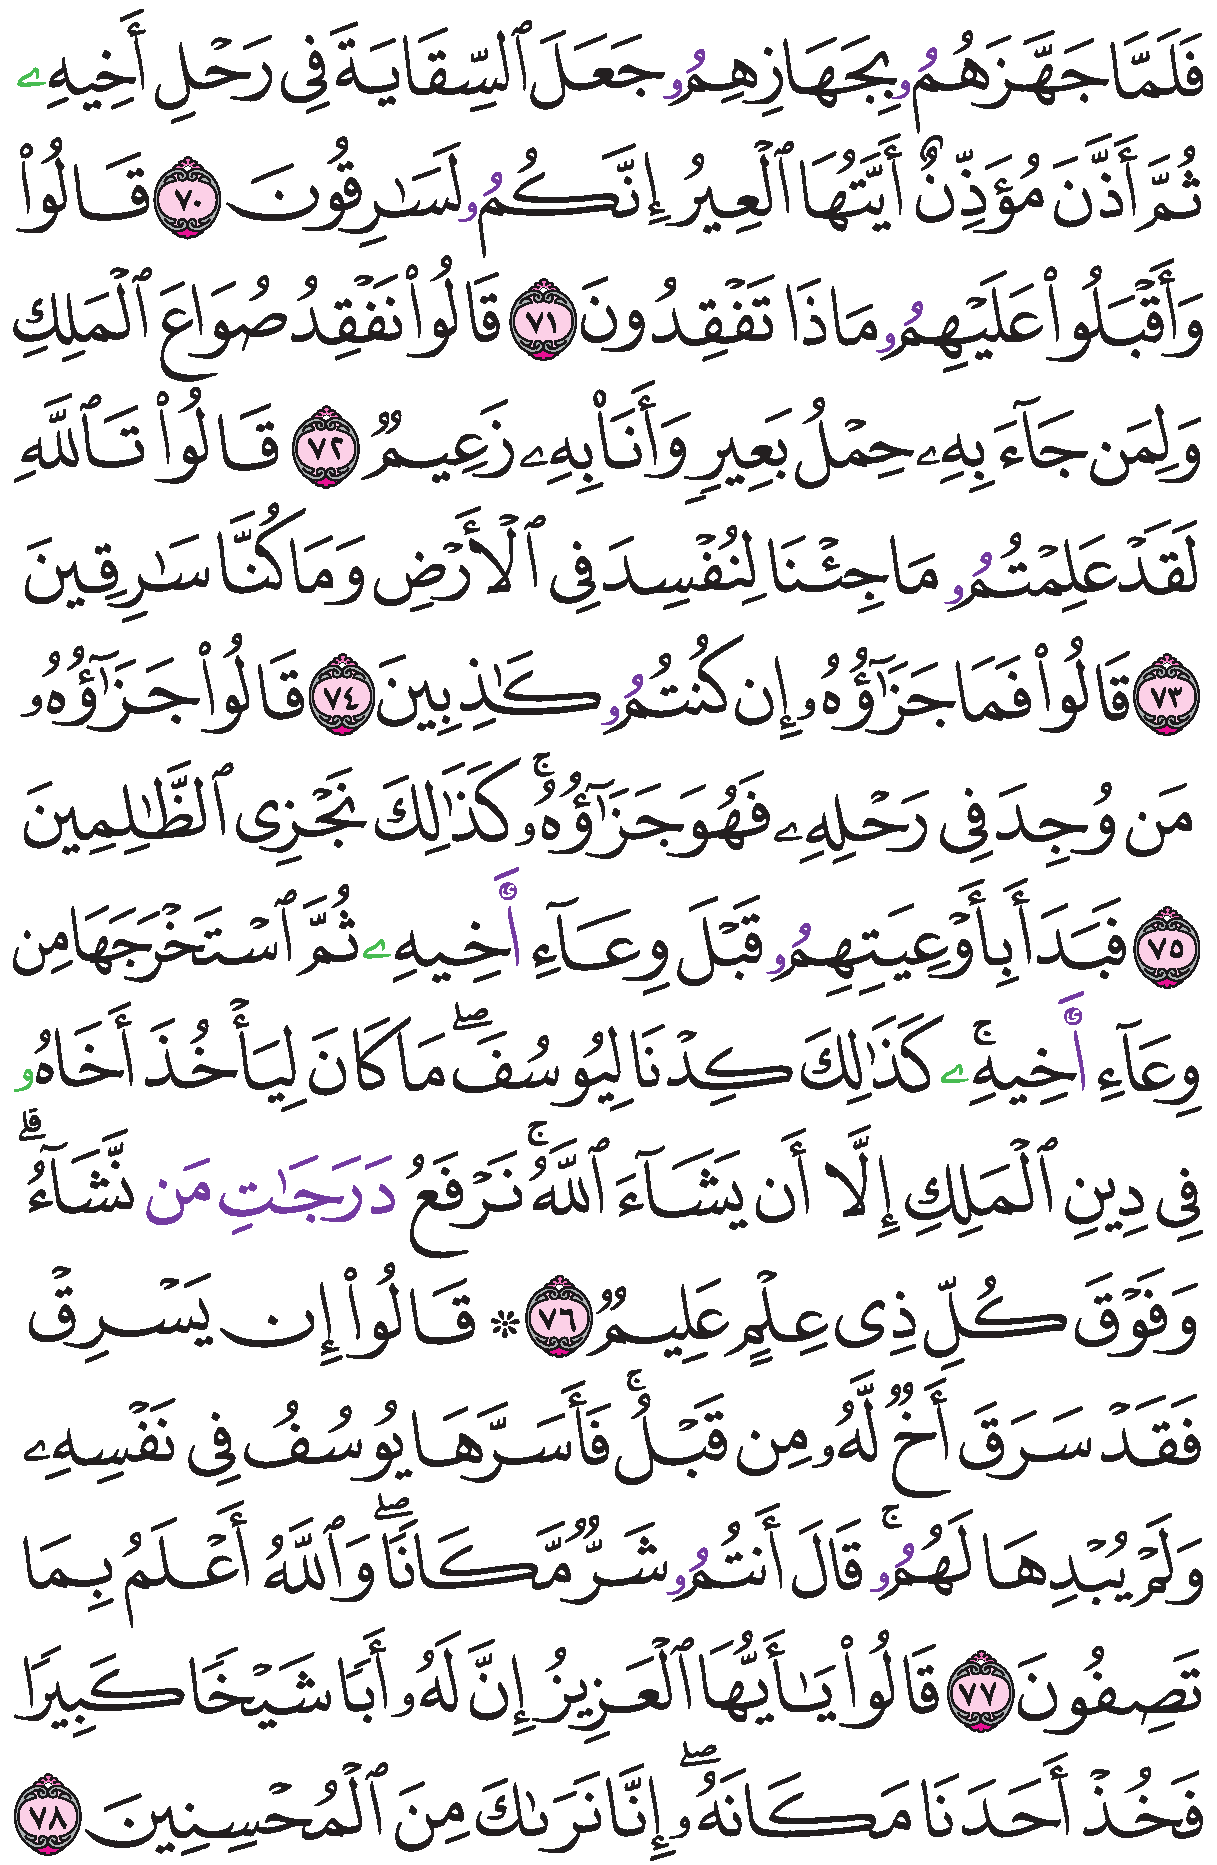 فَلَمَّا جَهَّزَهُمُۥ بِجَهَازِهِمُۥ جَعَلَ ٱلسِّقَايَةَ فِى رَحْلِ أَخِيهِۦ
ثُمَّ أَذَّنَ مُؤَذِّنٌ أَيَّتُهَا ٱلْعِيرُ إِنَّكُمُۥ لَسَٰرِقُونَ ٧٠ قَالُوا۟
وَأَقْبَلُوا۟ عَلَيْهِمُۥ مَاذَا تَفْقِدُونَ ٧١ قَالُوا۟ نَفْقِدُ صُوَاعَ ٱلْمَلِكِ
وَلِمَن جَآءَ بِهِۦ حِمْلُ بَعِيرٍ وَأَنَا۠ بِهِۦ زَعِيمٌ ٧٢ قَالُوا۟ تَٱللَّهِ
لَقَدْ عَلِمْتُمُۥ مَا جِئْنَا لِنُفْسِدَ فِى ٱلْأَرْضِ وَمَا كُنَّا سَٰرِقِينَ
٧٣ قَالُوا۟ فَمَا جَزَٰٓؤُهُۥ إِن كُنتُمُۥ كَٰذِبِينَ ٧٤ قَالُوا۟ جَزَٰٓؤُهُۥ
مَن وُجِدَ فِى رَحْلِهِۦ فَهُوَ جَزَٰٓؤُهُۥ ۚ كَذَٰلِكَ نَجْزِى ٱلظَّٰلِمِينَ
٧٥ فَبَدَأَ بِأَوْعِيَتِهِمُۥ قَبْلَ وِعَآءِ اَ۬خِيهِۦ ثُمَّ ٱسْتَخْرَجَهَا مِن
وِعَآءِ اَ۬خِيهِۦ ۚ كَذَٰلِكَ كِدْنَا لِيُوسُفَ ۖ مَا كَانَ لِيَأْخُذَ أَخَاهُۥ
فِى دِينِ ٱلْمَلِكِ إِلَّا أَن يَشَآءَ ٱللَّهُ ۚ نَرْفَعُ دَرَجَٰتِ مَن نَّشَآءُ ۗ
وَفَوْقَ كُلِّ ذِى عِلْمٍ عَلِيمٌ ٧٦ ۞ قَالُوا۟ إِن يَسْرِقْ
فَقَدْ سَرَقَ أَخٌ لَّهُۥ مِن قَبْلُ ۚ فَأَسَرَّهَا يُوسُفُ فِى نَفْسِهِۦ
وَلَمْ يُبْدِهَا لَهُمُۥ ۚ قَالَ أَنتُمُۥ شَرٌّ مَّكَانًا ۖ وَٱللَّهُ أَعْلَمُ بِمَا
تَصِفُونَ ٧٧ قَالُوا۟ يَٰأَيُّهَا ٱلْعَزِيزُ إِنَّ لَهُۥ أَبًا شَيْخًا كَبِيرًا
فَخُذْ أَحَدَنَا مَكَانَهُۥ ۖ إِنَّا نَرَىٰكَ مِنَ ٱلْمُحْسِنِينَ ٧٨